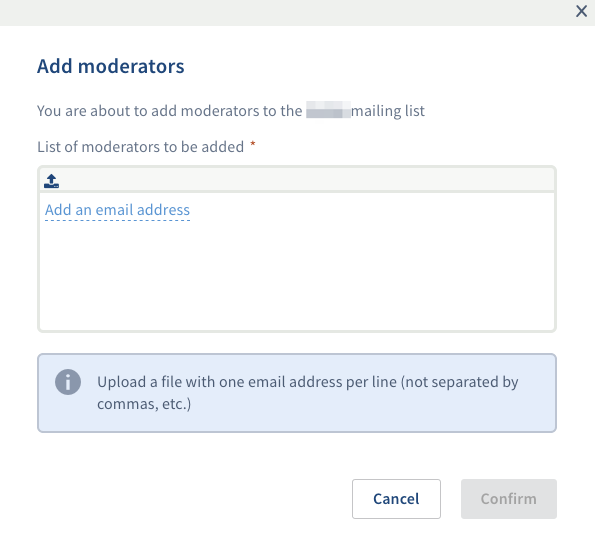 Add moderators
You are about to add moderators to the mailing list
List of moderators to be added *
Add an email address
Upload a file with one email address per line (not separated by
commas, etc.)
Cancel
Confirm